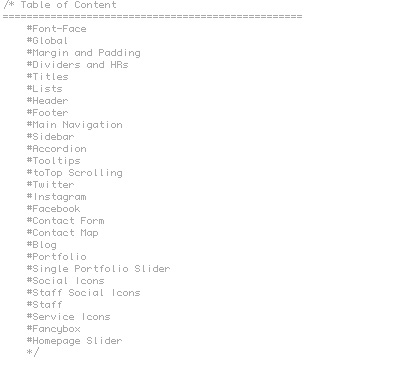 /* Table of Content
==================================================
#Font-Face
#Global
#Margin and Padding
#Dividers and HRs
#Titles
#Lists
#Header
#Footer
#Main Navigation
#Sidebar
#Accordion
#Tooltips
#toTop Scrolling
#Twitter
#Instagram
#Facebook
#Contact Form
#Contact Map
#Blog
#Portfolio
#Single Portfolio Slider
#Social Icons
#Staff Social Icons
#Staff
#Service Icons
#Fancybox
#Homepage Slider
*/